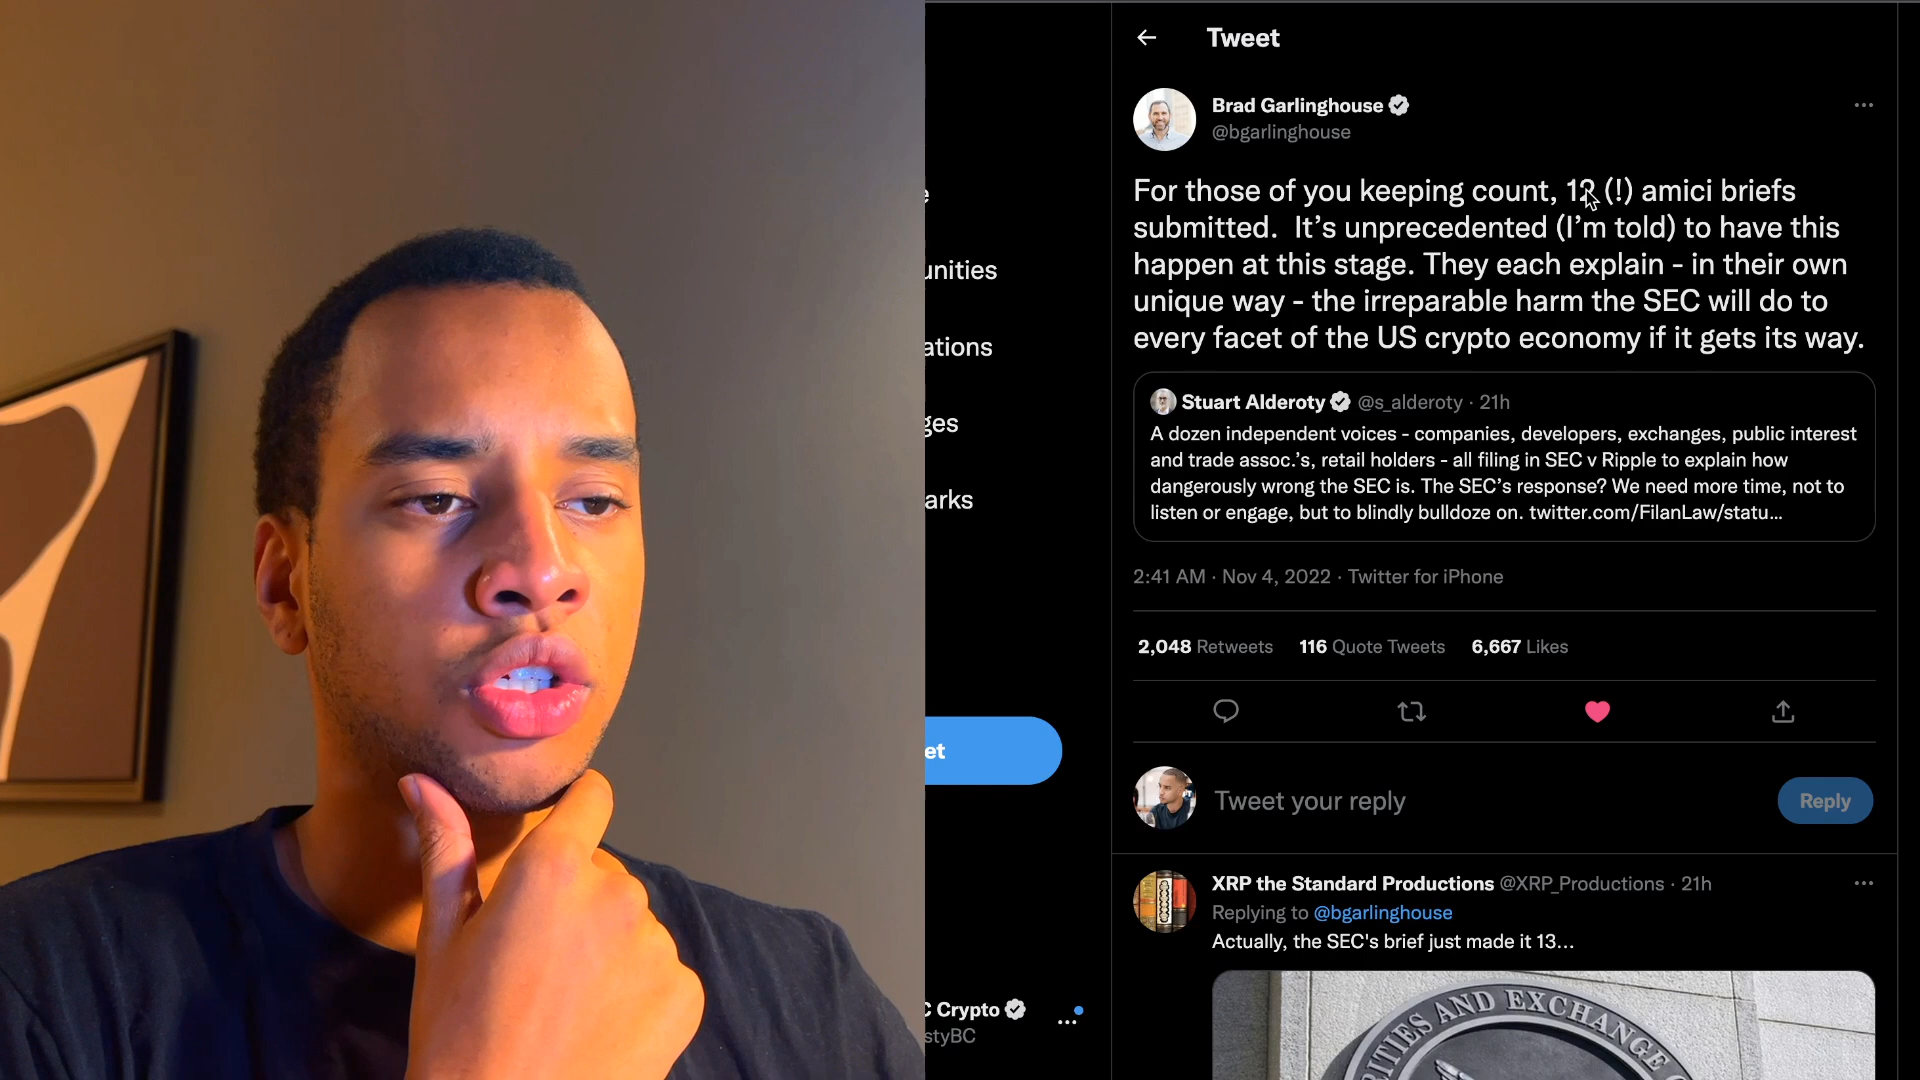 Tweet
Brad Garlinghouse
@bgarlinghouse
For those of you keeping count, 12 (!) amici briefs
submitted. It's unprecedented (I'm told) to have this
happen at this stage. They each explain - in their own
unique way - the irreparable harm the SEC will do to
every facet of the US crypto economy if it gets its way.
Stuart Alderoty @s_alderoty · 21h
A dozen independent voices - companies, developers, exchanges, public interest
and trade assoc.'s, retail holders - all filing in SEC v Ripple to explain how
dangerously wrong the SEC is. The SEC's response? We need more time, not to
listen or engage, but to blindly bulldoze on. twitter.com/FilanLaw/statu...
2:41 AM · Nov 4, 2022 · Twitter for iPhone
2,048 Retweets 116 Quote Tweets 6,667 Likes
Tweet your reply
Reply
XRP the Standard Productions @XRP_Productions · 21h
Replying to @bgarlinghouse
Actually, the SEC's brief just made it 13...
ITIES AND EXCHANGE
unities
ations
ges
arks
et
C Crypto
styBC